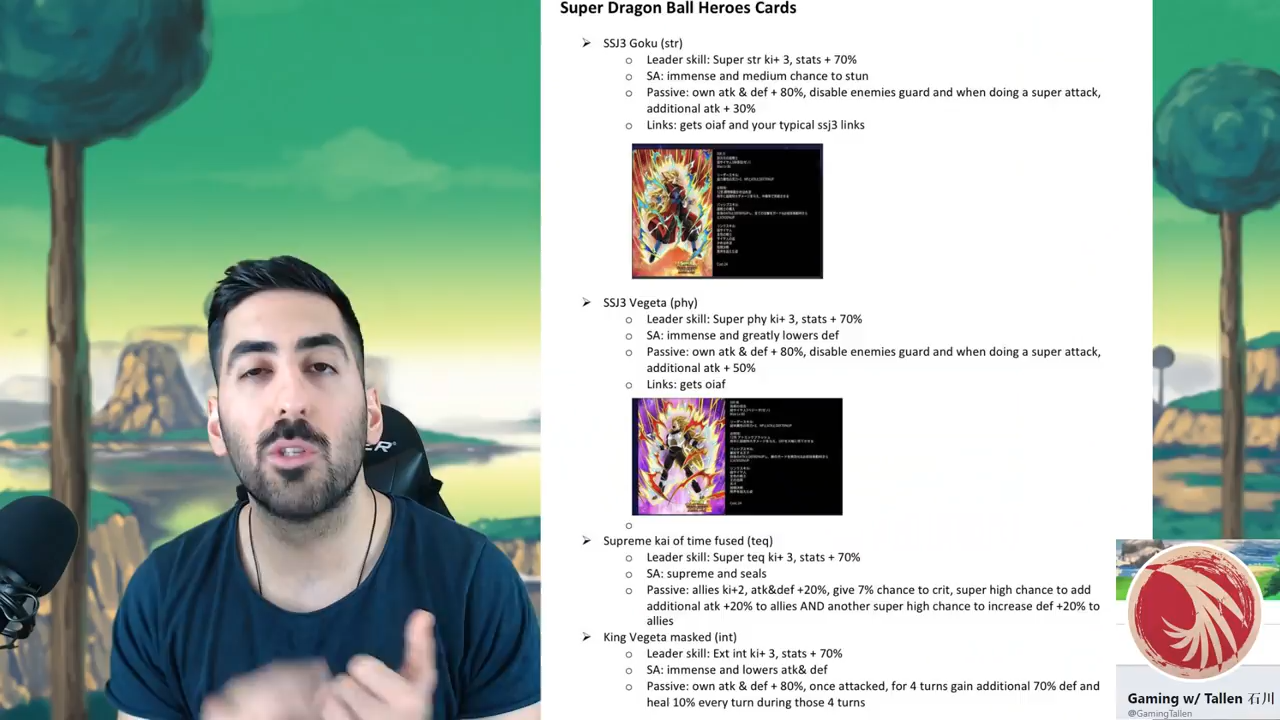 Super Dragon Ball Heroes Cards
➢ SSJ3 Goku (str)
o Leader skill: Super str ki+ 3, stats + 70%
o SA: immense and medium chance to stun
o Passive: own atk & def + 80%, disable enemies guard and when doing a super attack,
additional atk + 30%
o Links: gets oiaf and your typical ssj3 links
➢ SSJ3 Vegeta (phy)
o Leader skill: Super phy ki+ 3, stats + 70%
o SA: immense and greatly lowers def
o Passive: own atk & def + 80%, disable enemies guard and when doing a super attack,
additional atk + 50%
o Links: gets oiaf
o
➢ Supreme kai of time fused (teq)
o Leader skill: Super teq ki+ 3, stats + 70%
o SA: supreme and seals
o Passive: allies ki+2, atk&def +20%, give 7% chance to crit, super high chance to add
additional atk +20% to allies AND another super high chance to increase def +20% to
allies
➢ King Vegeta masked (int)
o Leader skill: Ext int ki+ 3, stats + 70%
o SA: immense and lowers atk& def
o Passive: own atk & def + 80%, once attacked, for 4 turns gain additional 70% def and
heal 10% every turn during those 4 turns
Gaming w/ Tallen 石川
@GamingTallen